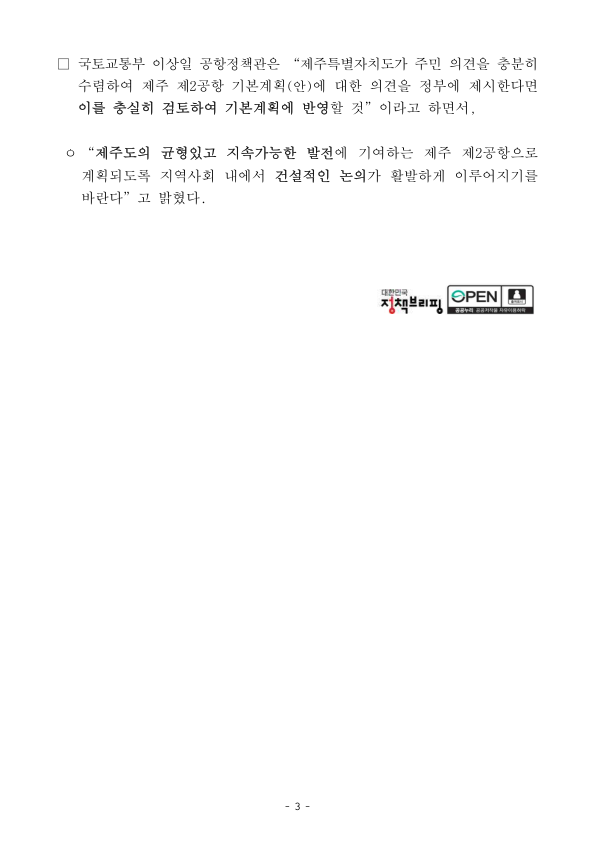 □ 국토교통부 이상일 공항정책관은 “제주특별자치도가 주민 의견을 충분히
수렴하여 제주 제2공항 기본계획(안)에 대한 의견을 정부에 제시한다면
이를 충실히 검토하여 기본계획에 반영할 것” 이라고 하면서,
ㅇ “제주도의 균형있고 지속가능한 발전에 기여하는 제주 제2공항으로
계획되도록 지역사회 내에서 건설적인 논의가 활발하게 이루어지기를
바란다” 고 밝혔다.
대한민국
정책브리핑
OPEN
공공누리 공공저작물 자유이용허락
- 3 -